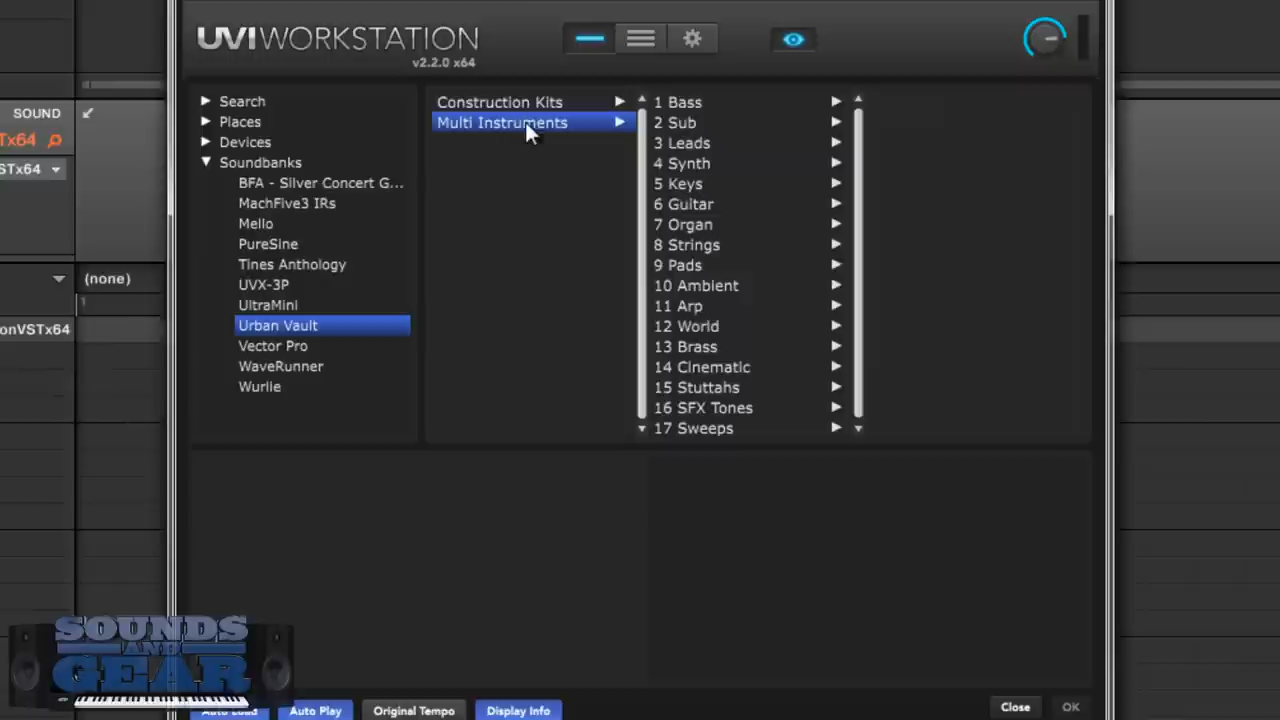 UVIWORKSTATION
v2.2.0 x64
SOUND
Tx64
STx64
(none)
1
onVSTx64
Search
Places
Devices
Soundbanks
BFA - Silver Concert G...
MachFive3 IRs
Mello
PureSine
Tines Anthology
UVX-3P
UltraMini
Urban Vault
Vector Pro
WaveRunner
Wurlie
Construction Kits
Multi Instruments
1 Bass
2 Sub
3 Leads
4 Synth
5 Keys
6 Guitar
7 Organ
8 Strings
9 Pads
10 Ambient
11 Arp
12 World
13 Brass
14 Cinematic
15 Stuttahs
16 SFX Tones
17 Sweeps
SOUNDS
AND
GEAR
Auto Load
Auto Play
Original Tempo
Display Info
Close
OK